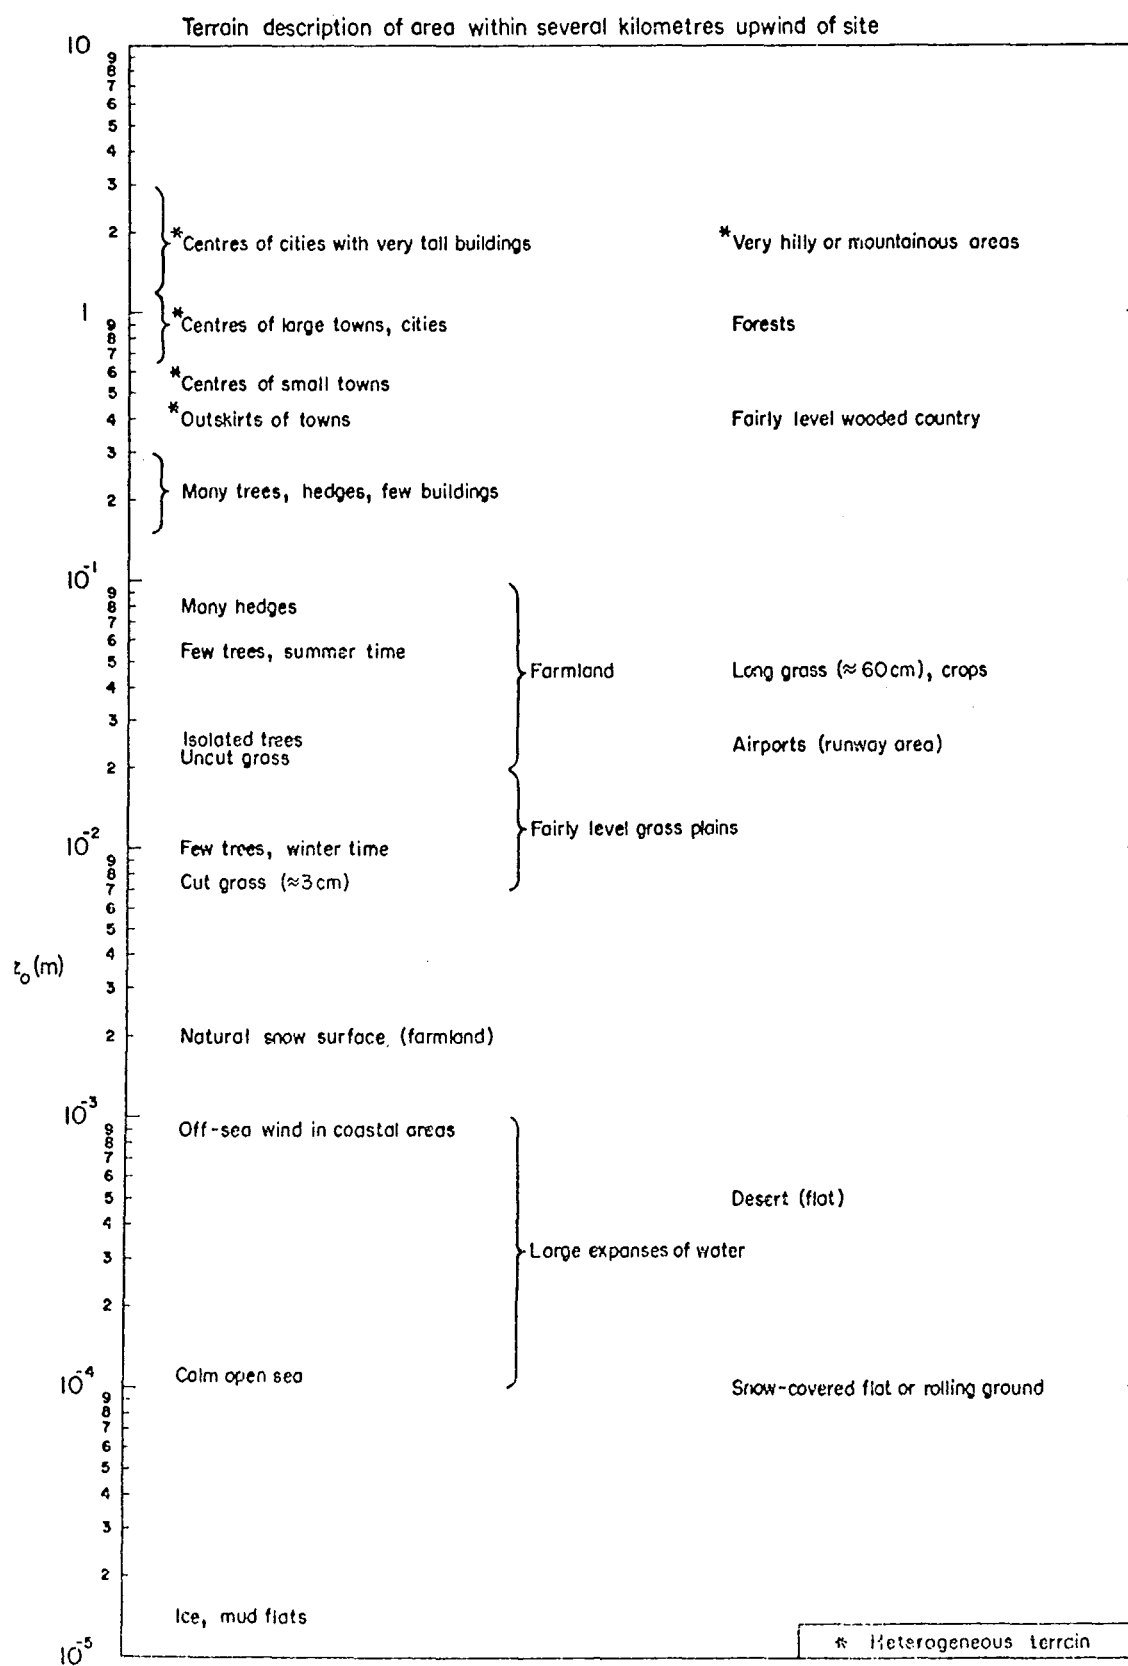 Terrain description of area within several kilometres upwind of site
10
9
8
7
6
5
4
3
2
*Centres of cities with very tall buildings
*Very hilly or mountainous areas
1
*Centres of large towns, cities
Forests
9
8
7
6
*Centres of small towns
5
4
*Outskirts of towns
Fairly level wooded country
3
2
Many trees, hedges, few buildings
10⁻¹
9
8
Many hedges
7
6
Few trees, summer time
5
Farmland
Long grass (≈ 60cm), crops
4
3
Isolated trees
Uncut grass
Airports (runway area)
2
Fairly level grass plains
10⁻²
Few trees, winter time
9
8
Cut grass (≈3cm)
7
6
5
4
z₀(m)
3
2
Natural snow surface, (farmland)
10⁻³
9
Off-sea wind in coastal areas
8
7
6
5
Desert (flat)
4
3
Large expanses of water
2
Calm open sea
10⁻⁴
Snow-covered flat or rolling ground
9
8
7
6
5
4
3
2
Ice, mud flats
* Heterogeneous terrain
10⁻⁵